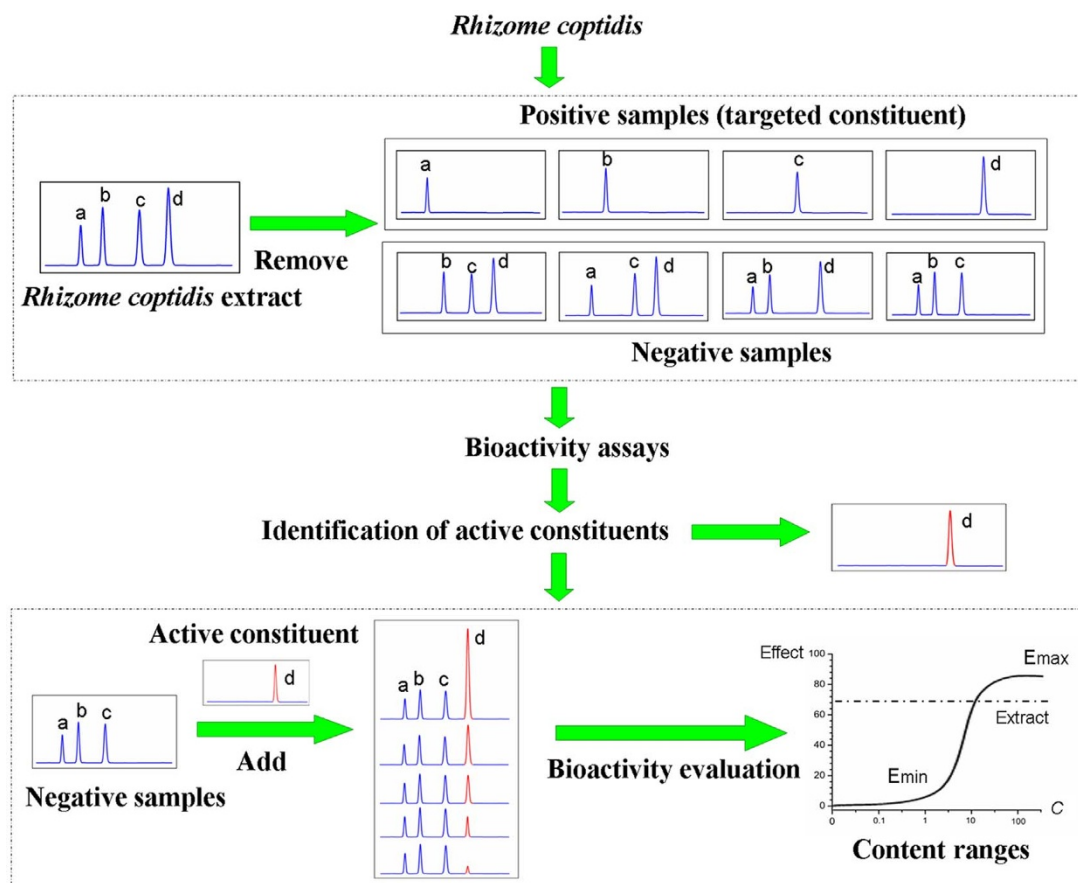 Rhizome coptidis
Positive samples (targeted constituent)
a
b
c
d
a
b
c
d
Remove
Rhizome coptidis extract
b
c
d
a
c
d
a
b
d
a
b
c
Negative samples
Bioactivity assays
Identification of active constituents
d
Active constituent
d
a
b
c
Add
Negative samples
a
b
c
d
Bioactivity evaluation
Effect
100
80
60
40
20
0
Emax
Extract
Emin
C
0
0.1
1
10
100
Content ranges